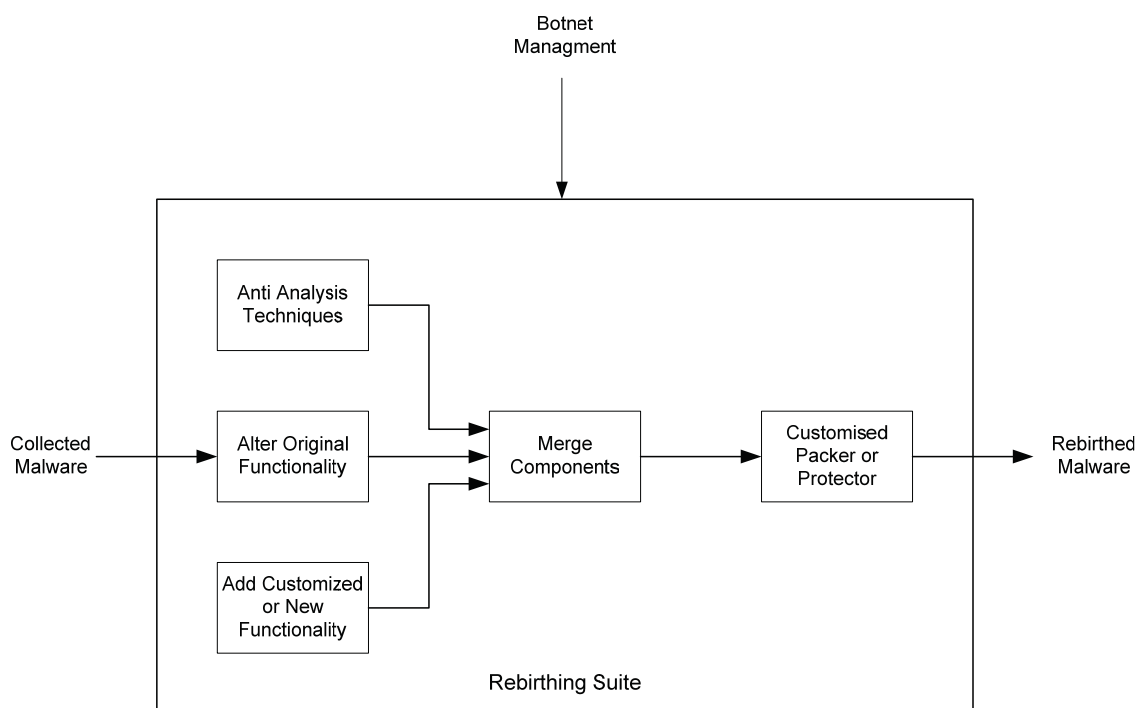 Botnet
Managment
Anti Analysis
Techniques
Collected
Malware
Alter Original
Functionality
Merge
Components
Customised
Packer or
Protector
Rebirthed
Malware
Add Customized
or New
Functionality
Rebirthing Suite